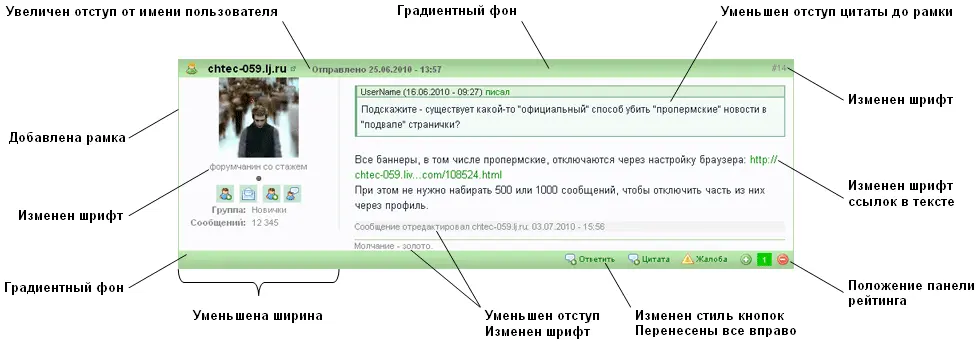 Увеличен отступ от имени пользователя
Градиентный фон
Уменьшен отступ цитаты до рамки
chtec-059.lj.ru
Отправлено 25.06.2010 - 13:57
#14
UserName (16.06.2010 - 09:27) писал
Подскажите - существует какой-то "официальный" способ убить "пропермские" новости в
"подвале" странички?
Изменен шрифт
Добавлена рамка
Все баннеры, в том числе пропермские, отключаются через настройку браузера: http://
chtec-059.liv...com/108524.html
При этом не нужно набирать 500 или 1000 сообщений, чтобы отключить часть из них
через профиль.
форумчанин со стажем
Изменен шрифт
ссылок в тексте
Изменен шрифт
Группа: Новички
Сообщений: 12 345
Сообщение отредактировал chtec-059.lj.ru: 03.07.2010 - 15:56
Молчание - золото.
Ответить
Цитата
Жалоба
1
Градиентный фон
Уменьшена ширина
Уменьшен отступ
Изменен шрифт
Изменен стиль кнопок
Перенесены все вправо
Положение панели
рейтинга